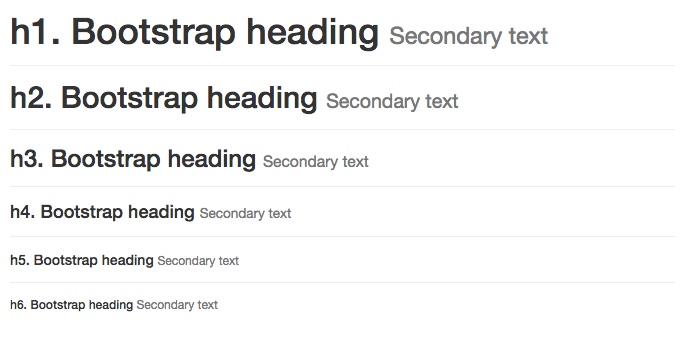 h1. Bootstrap heading Secondary text
h2. Bootstrap heading Secondary text
h3. Bootstrap heading Secondary text
h4. Bootstrap heading Secondary text
h5. Bootstrap heading Secondary text
h6. Bootstrap heading Secondary text